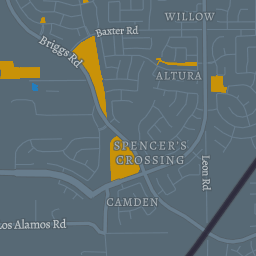 WILLOW
Baxter Rd
Briggs Rd
ALTURA
SPENCER'S
CROSSING
Leon Rd
CAMDEN
Los Alamos Rd